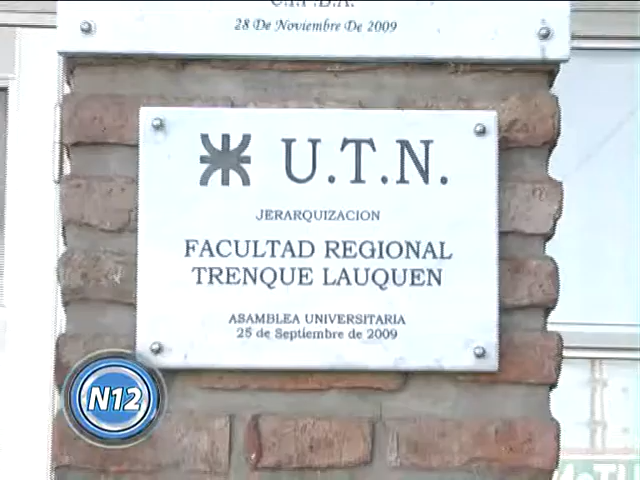 28 De Noviembre De 2009
U.T.N.
JERARQUIZACION
FACULTAD REGIONAL
TRENQUE LAUQUEN
ASAMBLEA UNIVERSITARIA
25 de Septiembre de 2009
N12